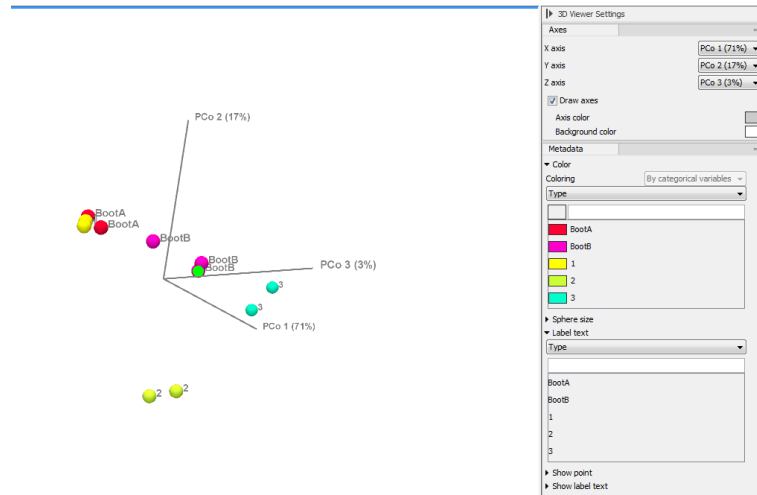 3D Viewer Settings
Axes
X axis PCo 1 (71%)
Y axis PCo 2 (17%)
Z axis PCo 3 (3%)
Draw axes
Axis color
Background color
Metadata
Color
Coloring By categorical variables
Type
BootA
BootB
1
2
3
Sphere size
Label text
Type
BootA
BootB
1
2
3
Show point
Show label text
PCo 2 (17%)
BootA
BootA
BootB
BootB
BootB
PCo 3 (3%)
3
3
PCo 1 (71%)
2
2